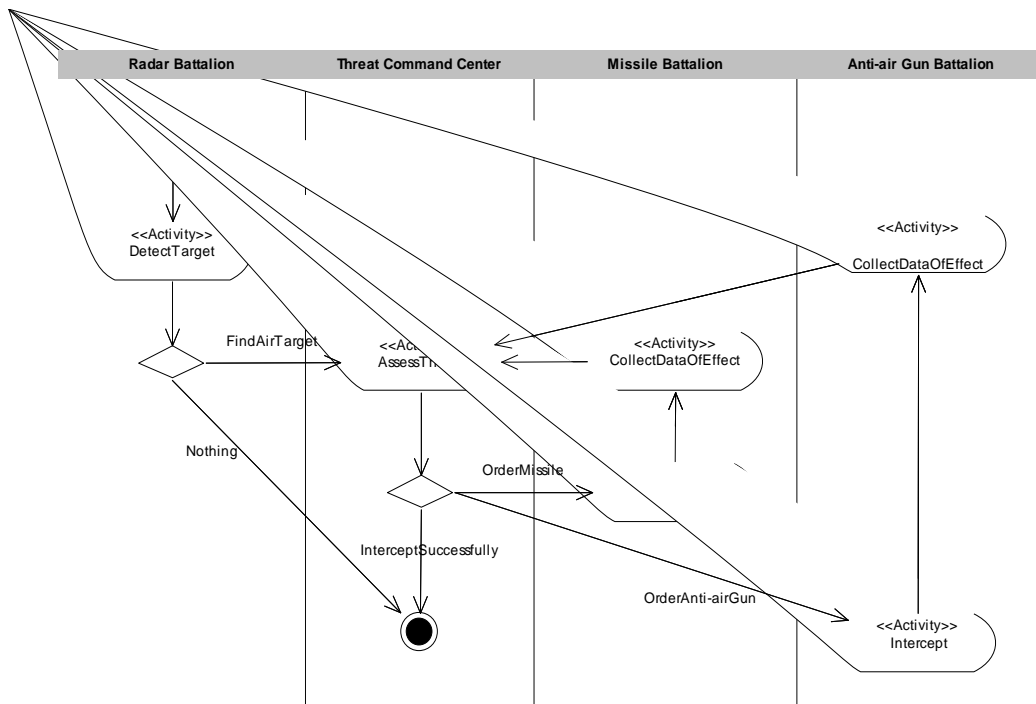 Radar Battalion
Threat Command Center
Missile Battalion
Anti-air Gun Battalion
<<Activity>>
DetectTarget
<<Activity>>
CollectDataOfEffect
FindAirTarget
<<Activity>>
CollectDataOfEffect
Nothing
OrderMissile
InterceptSuccessfully
OrderAnti-airGun
<<Activity>>
Intercept